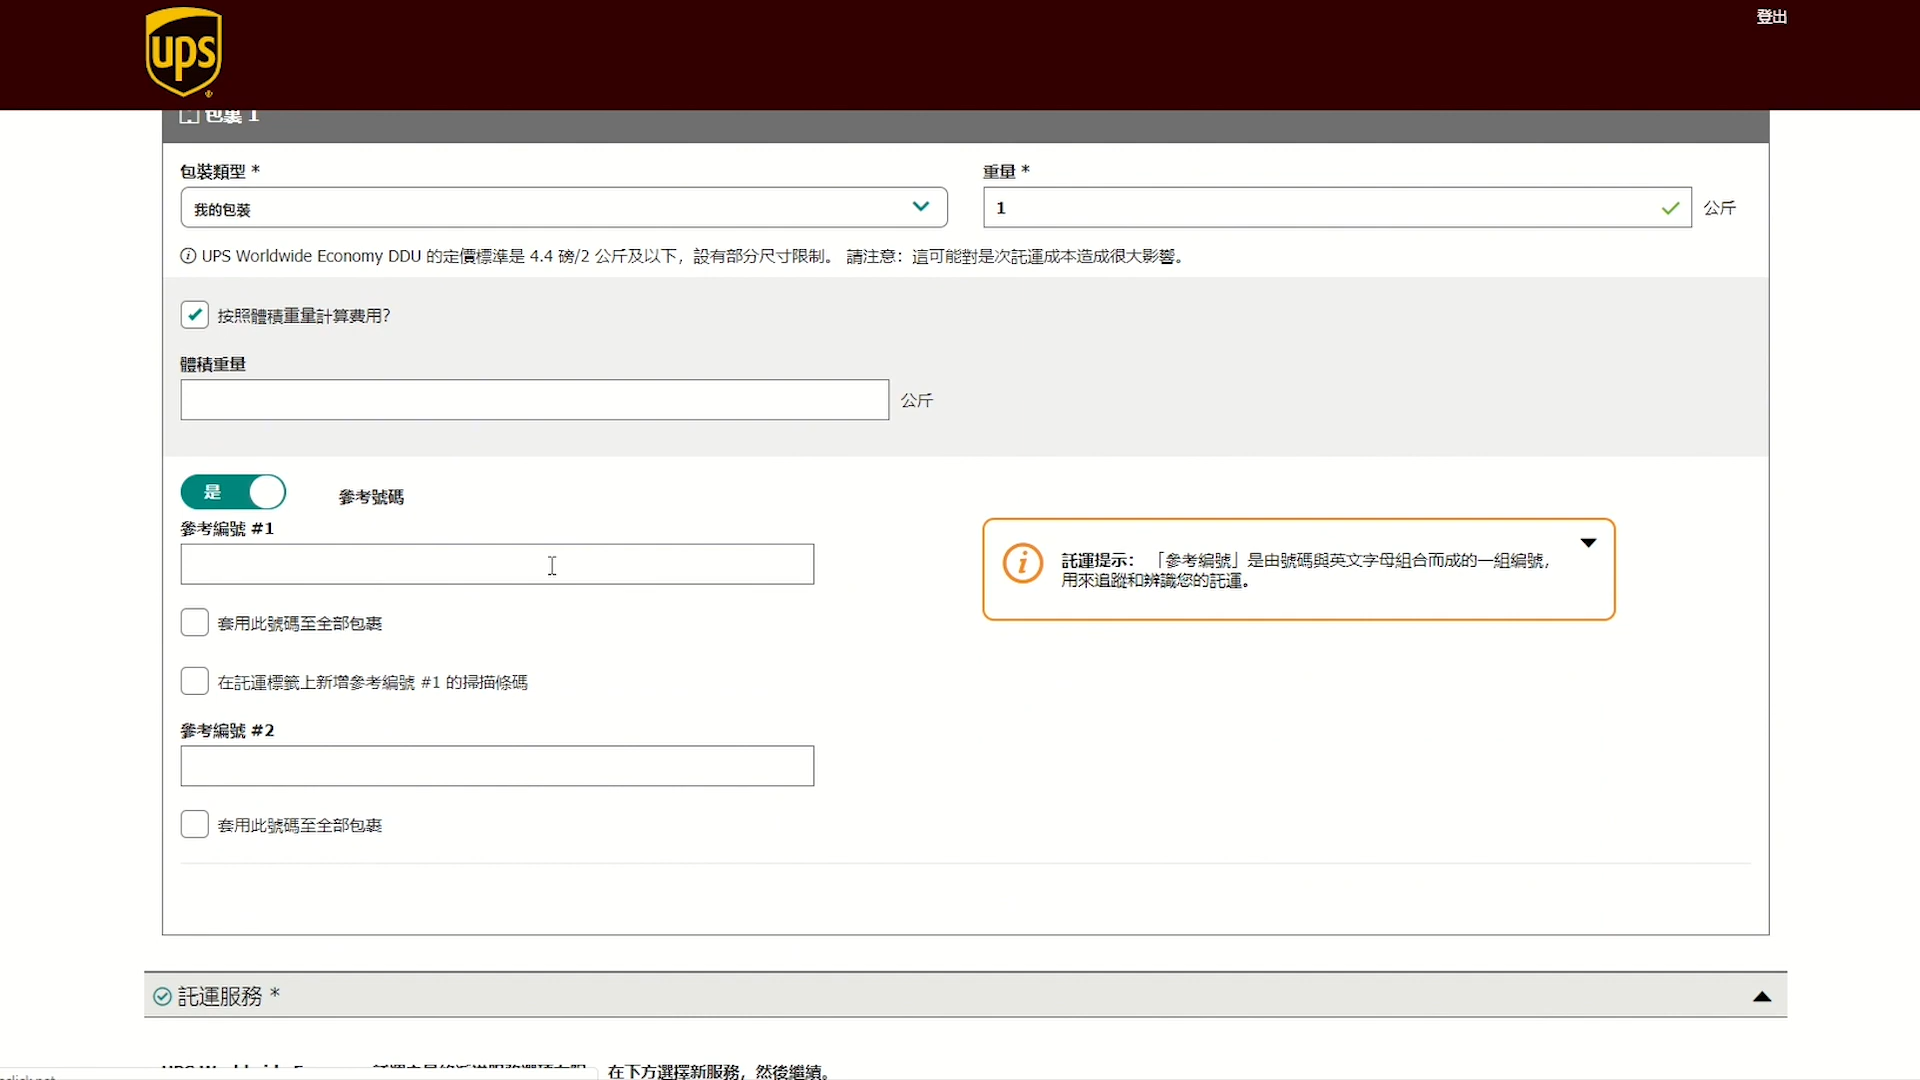 登出
ups
包裹 1
包裝類型 *
重量 *
我的包裝
1
公斤
UPS Worldwide Economy DDU 的定價標準是 4.4 磅/2 公斤及以下，設有部分尺寸限制。 請注意：這可能對是次託運成本造成很大影響。
按照體積重量計算費用?
體積重量
公斤
是
參考號碼
參考編號 #1
託運提示： 「參考編號」是由號碼與英文字母組合而成的一組編號，
用來追蹤和辨識您的託運。
套用此號碼至全部包裹
在託運標籤上新增參考編號 #1 的掃描條碼
參考編號 #2
套用此號碼至全部包裹
託運服務 *
在下方選擇新服務，然後繼續。